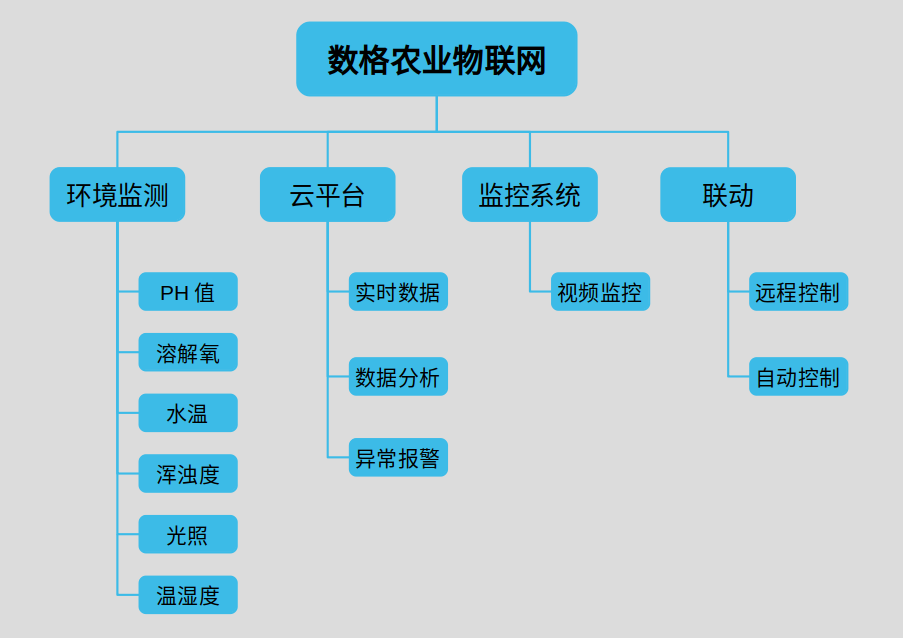 数格农业物联网
环境监测
云平台
监控系统
联动
PH 值
溶解氧
水温
浑浊度
光照
温湿度
实时数据
数据分析
异常报警
视频监控
远程控制
自动控制